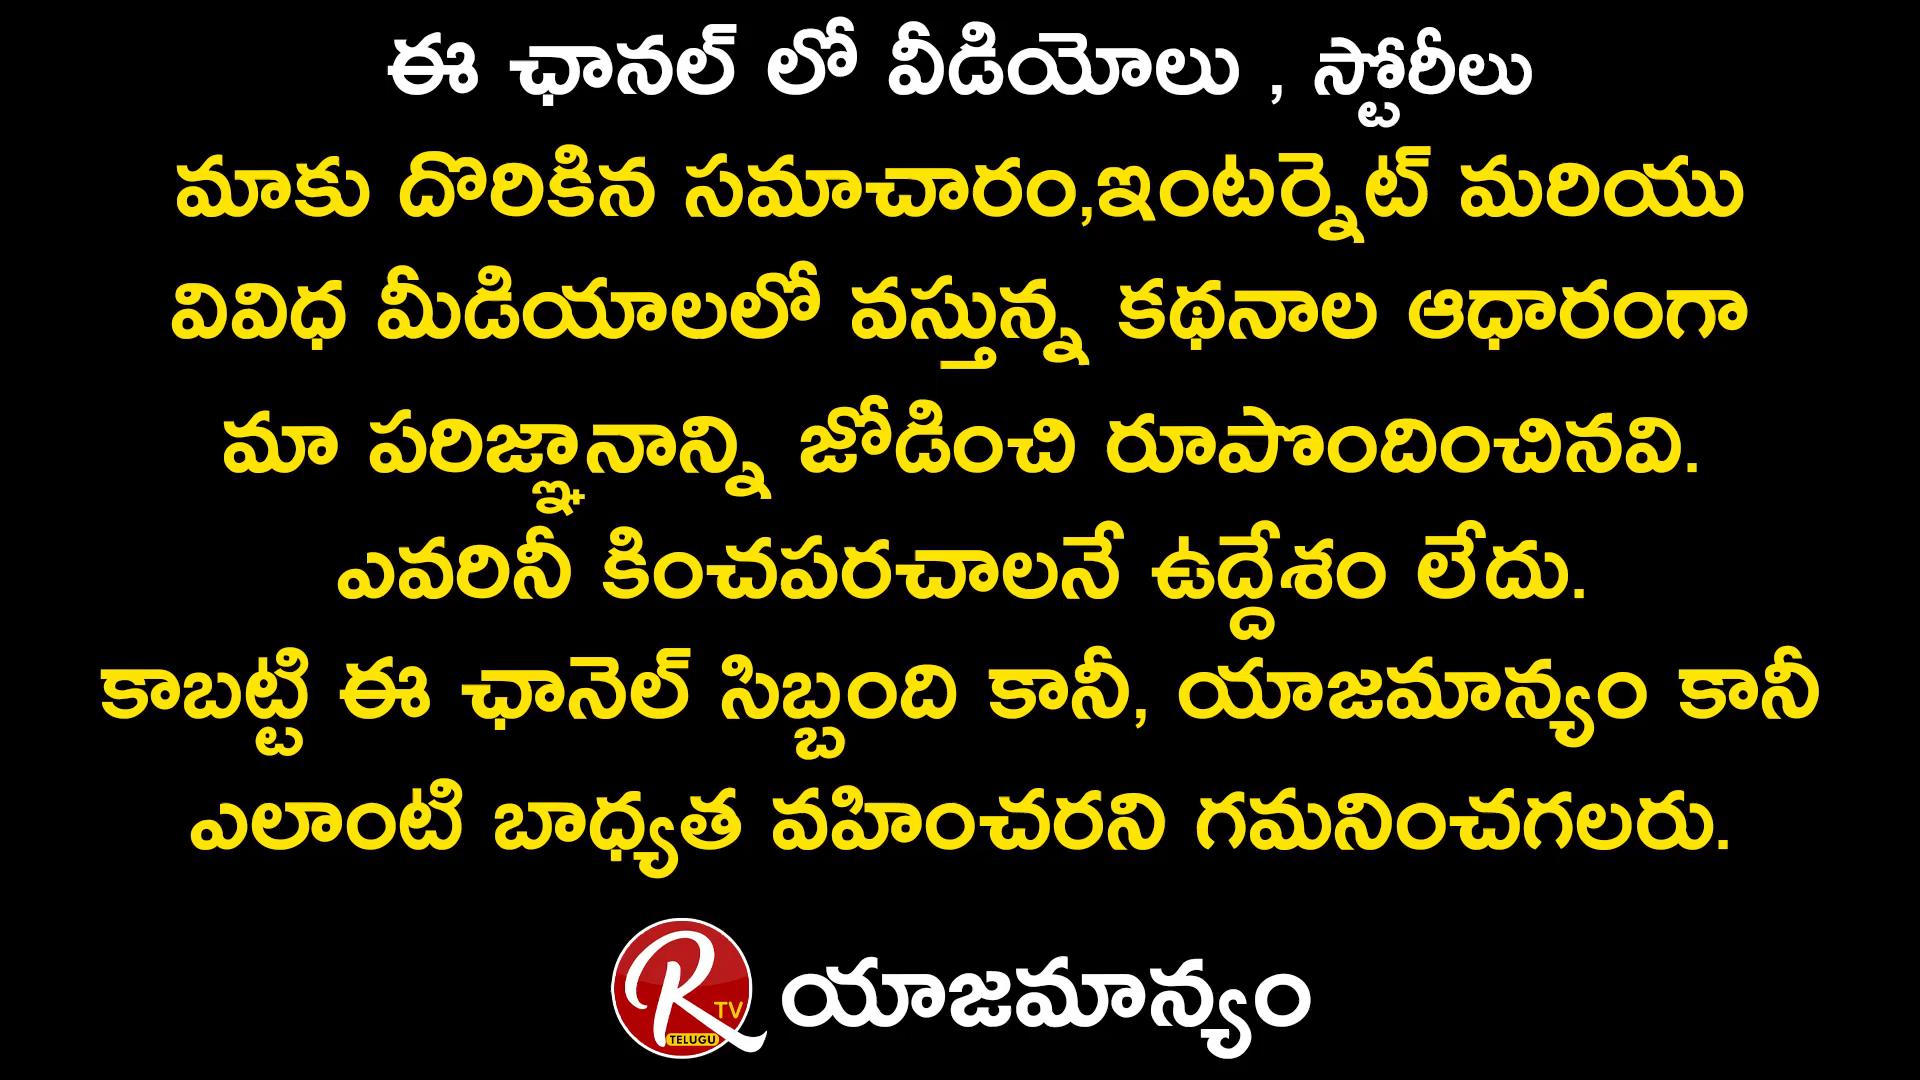 ఈ ఛానల్ లో వీడియోలు , స్టోరీలు
మాకు దొరికిన సమాచారం,ఇంటర్నెట్ మరియు
వివిధ మీడియాలలో వస్తున్న కథనాల ఆధారంగా
మా పరిజ్ఞానాన్ని జోడించి రూపొందించినవి.
ఎవరినీ కించపరచాలనే ఉద్దేశం లేదు.
కాబట్టి ఈ ఛానెల్ సిబ్బంది కానీ, యాజమాన్యం కానీ
ఎలాంటి బాధ్యత వహించరని గమనించగలరు.
R TV TELUGU యాజమాన్యం